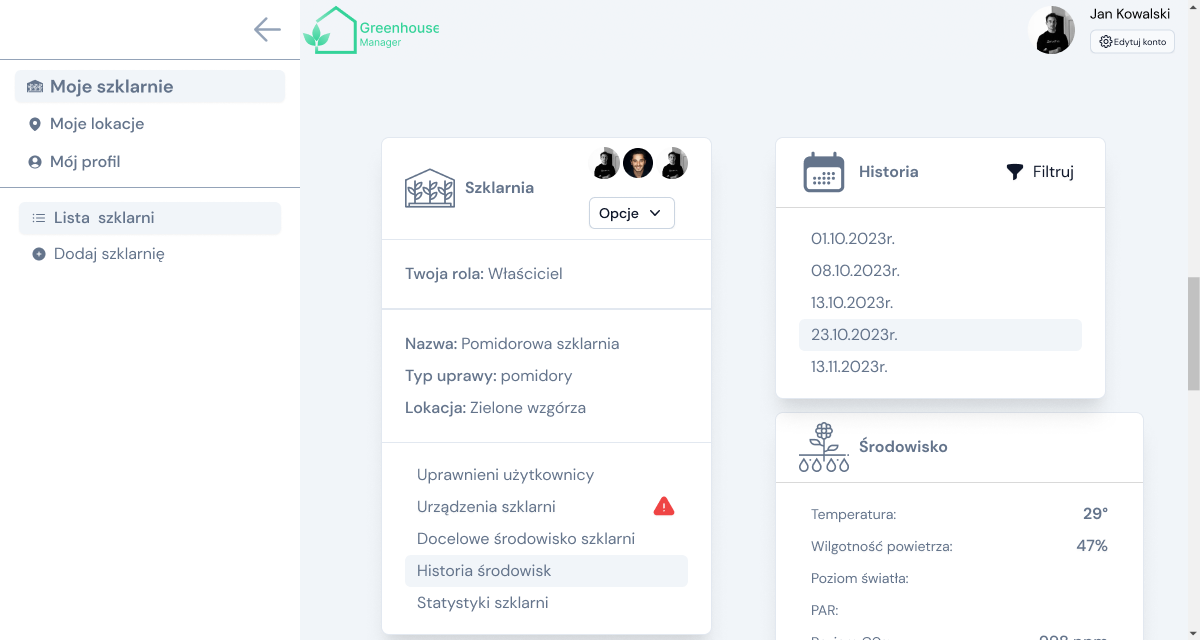 Greenhouse
Manager
Jan Kowalski
Edytuj konto
Moje szklarnie
Moje lokacje
Mój profil
Lista szklarni
Dodaj szklarnię
Szklarnia
Opcje
Twoja rola: Właściciel
Nazwa: Pomidorowa szklarnia
Typ uprawy: pomidory
Lokacja: Zielone wzgórza
Uprawnieni użytkownicy
Urządzenia szklarni
Docelowe środowisko szklarni
Historia środowisk
Statystyki szklarni
Historia
Filtruj
01.10.2023r.
08.10.2023r.
13.10.2023r.
23.10.2023r.
13.11.2023r.
Środowisko
Temperatura: 29°
Wilgotność powietrza: 47%
Poziom światła:
PAR: